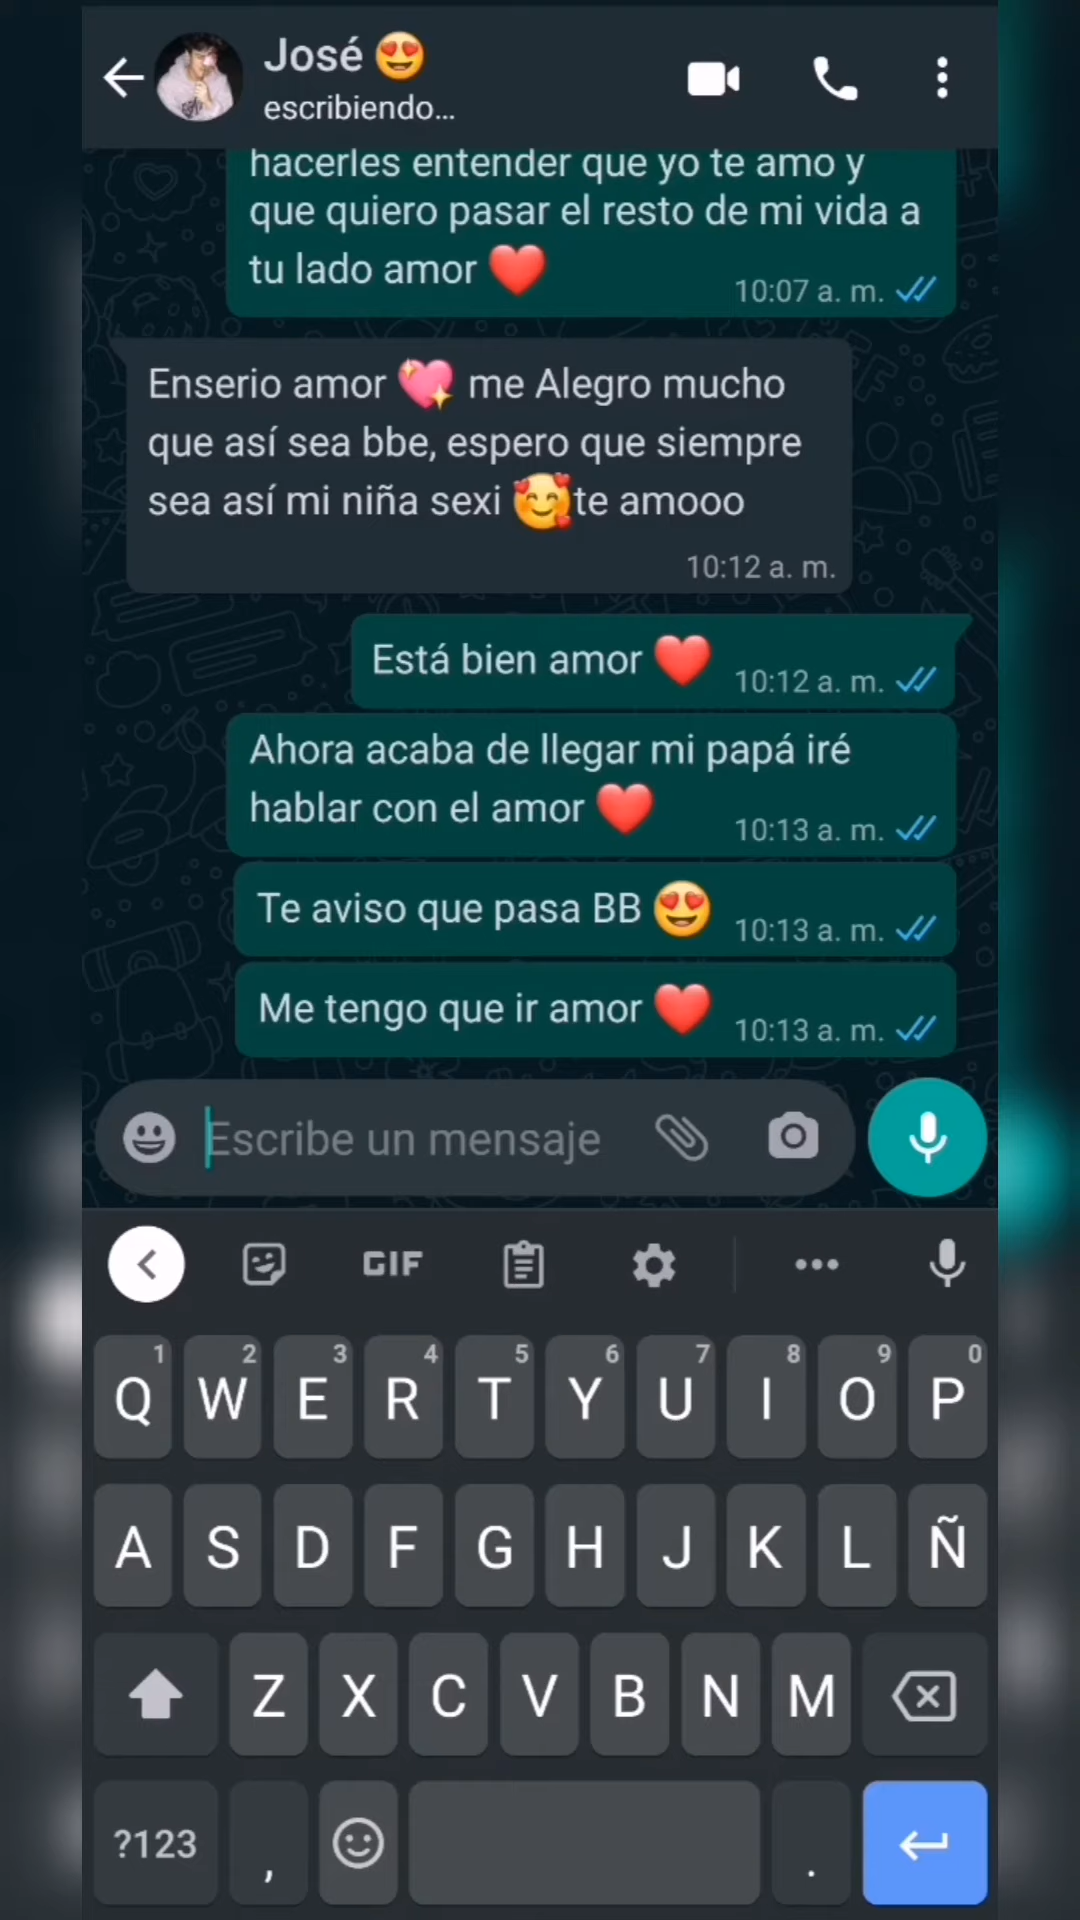 José 😍
escribiendo...
hacerles entender que yo te amo y
que quiero pasar el resto de mi vida a
tu lado amor ❤️
10:07 a. m.
Enserio amor 💖 me Alegro mucho
que así sea bbe, espero que siempre
sea así mi niña sexi 🥰te amooo
10:12 a. m.
Está bien amor ❤️ 10:12 a. m.
Ahora acaba de llegar mi papá iré
hablar con el amor ❤️ 10:13 a. m.
Te aviso que pasa BB 😍 10:13 a. m.
Me tengo que ir amor ❤️ 10:13 a. m.
Escribe un mensaje
GIF
1 2 3 4 5 6 7 8 9 0
Q W E R T Y U I O P
A S D F G H J K L Ñ
Z X C V B N M
?123 , .